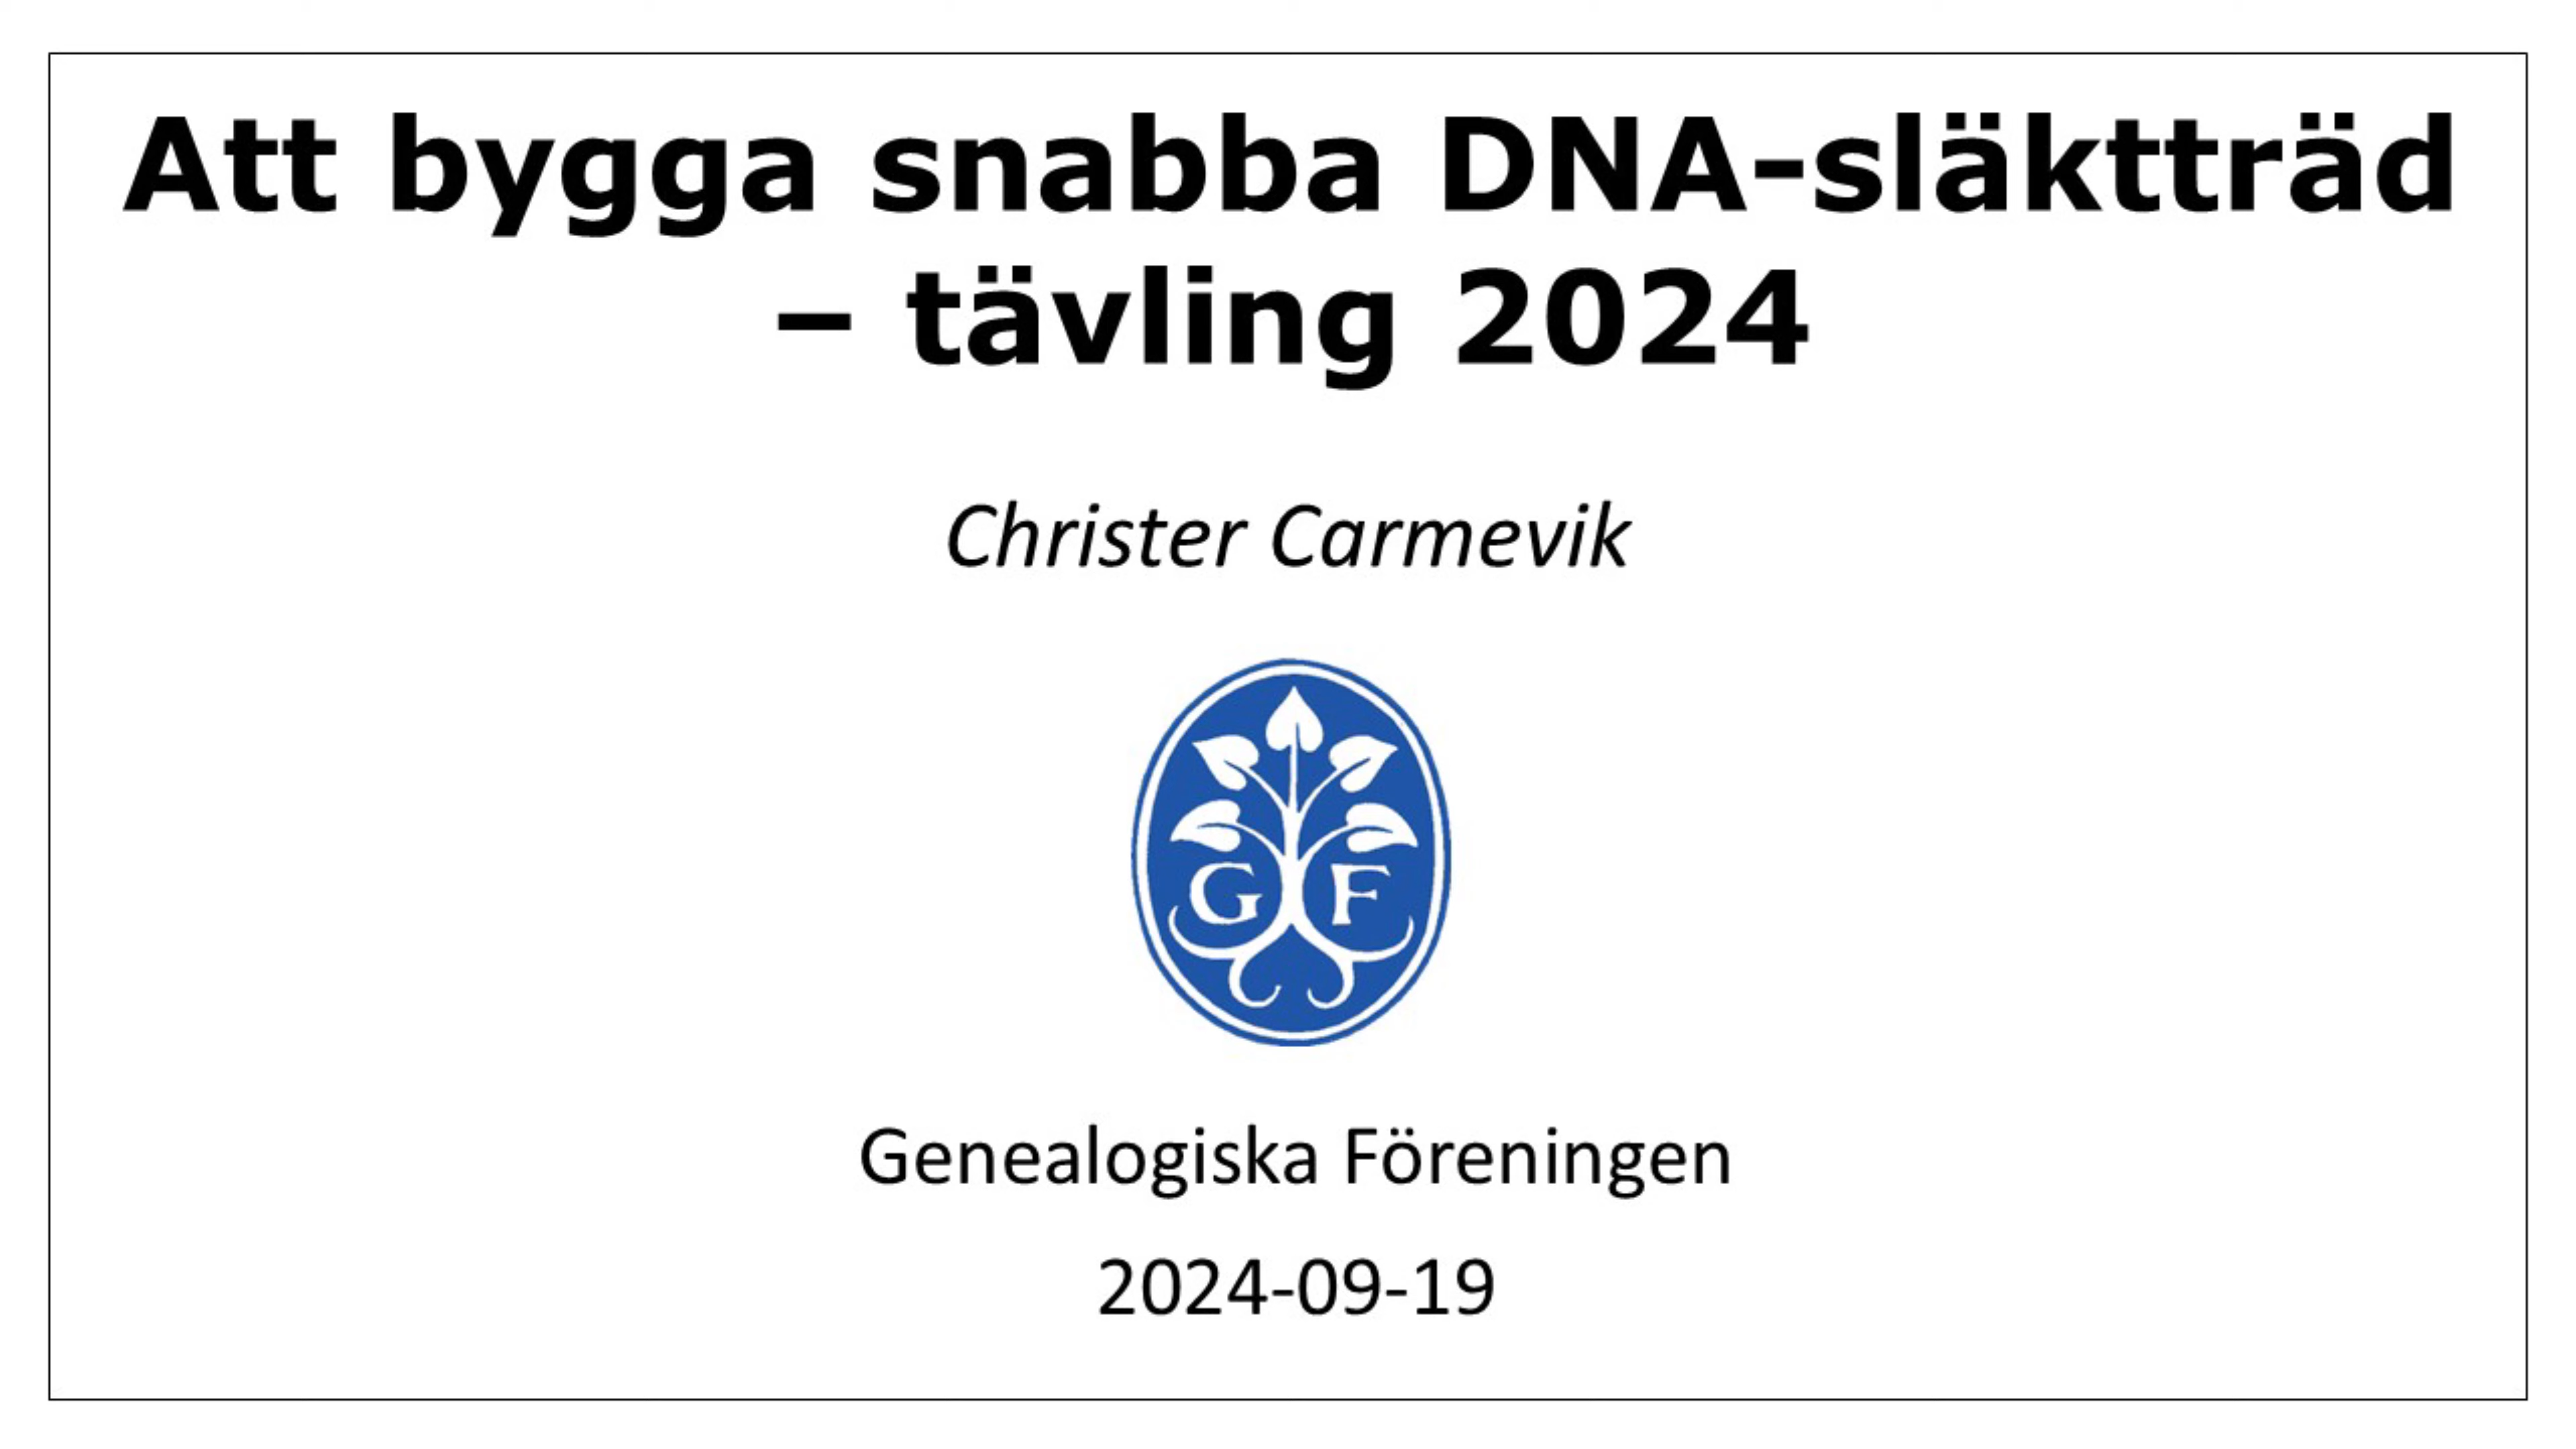 Att bygga snabba DNA-släktträd
– tävling 2024
Christer Carmevik
G F
Genealogiska Föreningen
2024-09-19